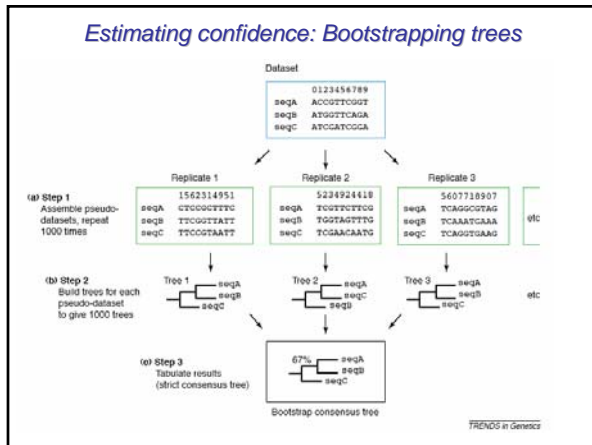 Estimating confidence: Bootstrapping trees
Dataset
0123456789
seqA ACCGTTCGGT
seqB ATGGTTCAGA
seqC ATCGATCGGA
Replicate 1
Replicate 2
Replicate 3
(a) Step 1
Assemble pseudo-
datasets, repeat
1000 times
1562314951
seqA CTCCGCTTTC
seqB TTCGGTTATT
seqC TTCCGTAATT
5234924418
seqA TCGTTCTTCG
seqB TGGTAGTTTG
seqC TCGAACAATG
5607718907
seqA TCAGGCGTAG
seqB TCAAATGAAA
seqC TCAGGTGAAG
etc
(b) Step 2
Build trees for each
pseudo-dataset
to give 1000 trees
Tree 1
seqA
seqB
seqC
Tree 2
seqA
seqC
seqB
Tree 3
seqA
seqB
seqC
etc
(c) Step 3
Tabulate results
(strict consensus tree)
67%
seqA
seqB
seqC
Bootstrap consensus tree
TRENDS in Genetics